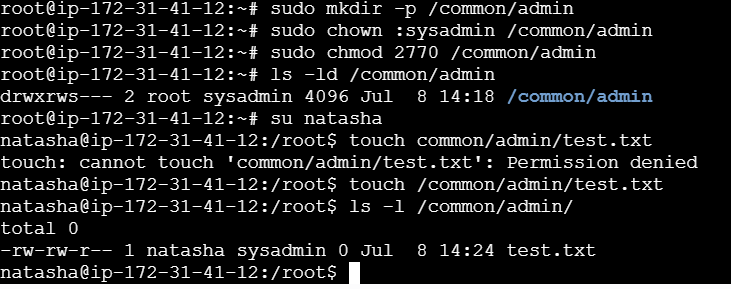 root@ip-172-31-41-12:~# sudo mkdir -p /common/admin
root@ip-172-31-41-12:~# sudo chown :sysadmin /common/admin
root@ip-172-31-41-12:~# sudo chmod 2770 /common/admin
root@ip-172-31-41-12:~# ls -ld /common/admin
drwxrws--- 2 root sysadmin 4096 Jul  8 14:18 /common/admin
root@ip-172-31-41-12:~# su natasha
natasha@ip-172-31-41-12:/root$ touch common/admin/test.txt
touch: cannot touch 'common/admin/test.txt': Permission denied
natasha@ip-172-31-41-12:/root$ touch /common/admin/test.txt
natasha@ip-172-31-41-12:/root$ ls -l /common/admin/
total 0
-rw-rw-r-- 1 natasha sysadmin 0 Jul  8 14:24 test.txt
natasha@ip-172-31-41-12:/root$